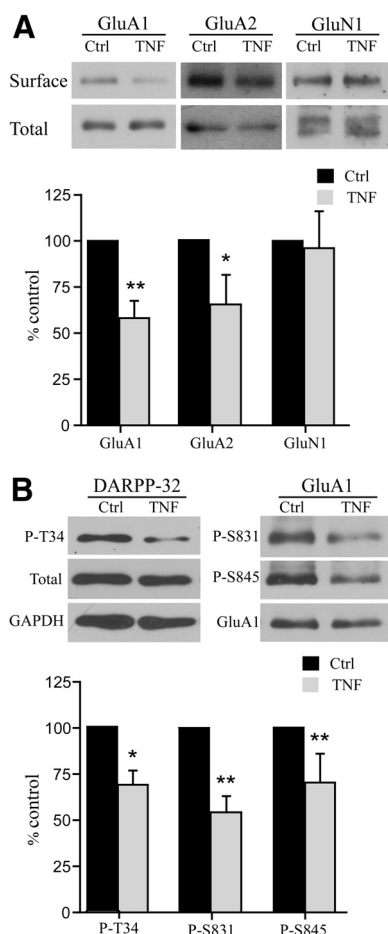 A
GluA1 GluA2 GluN1
Ctrl TNF Ctrl TNF Ctrl TNF
Surface
Total
Ctrl
TNF
125
100
75
50
25
0
% control
**
*
GluA1 GluA2 GluN1
B
DARPP-32 GluA1
Ctrl TNF Ctrl TNF
P-T34 P-S831
Total P-S845
GAPDH GluA1
Ctrl
TNF
125
100
75
50
25
0
% control
*
**
**
P-T34 P-S831 P-S845